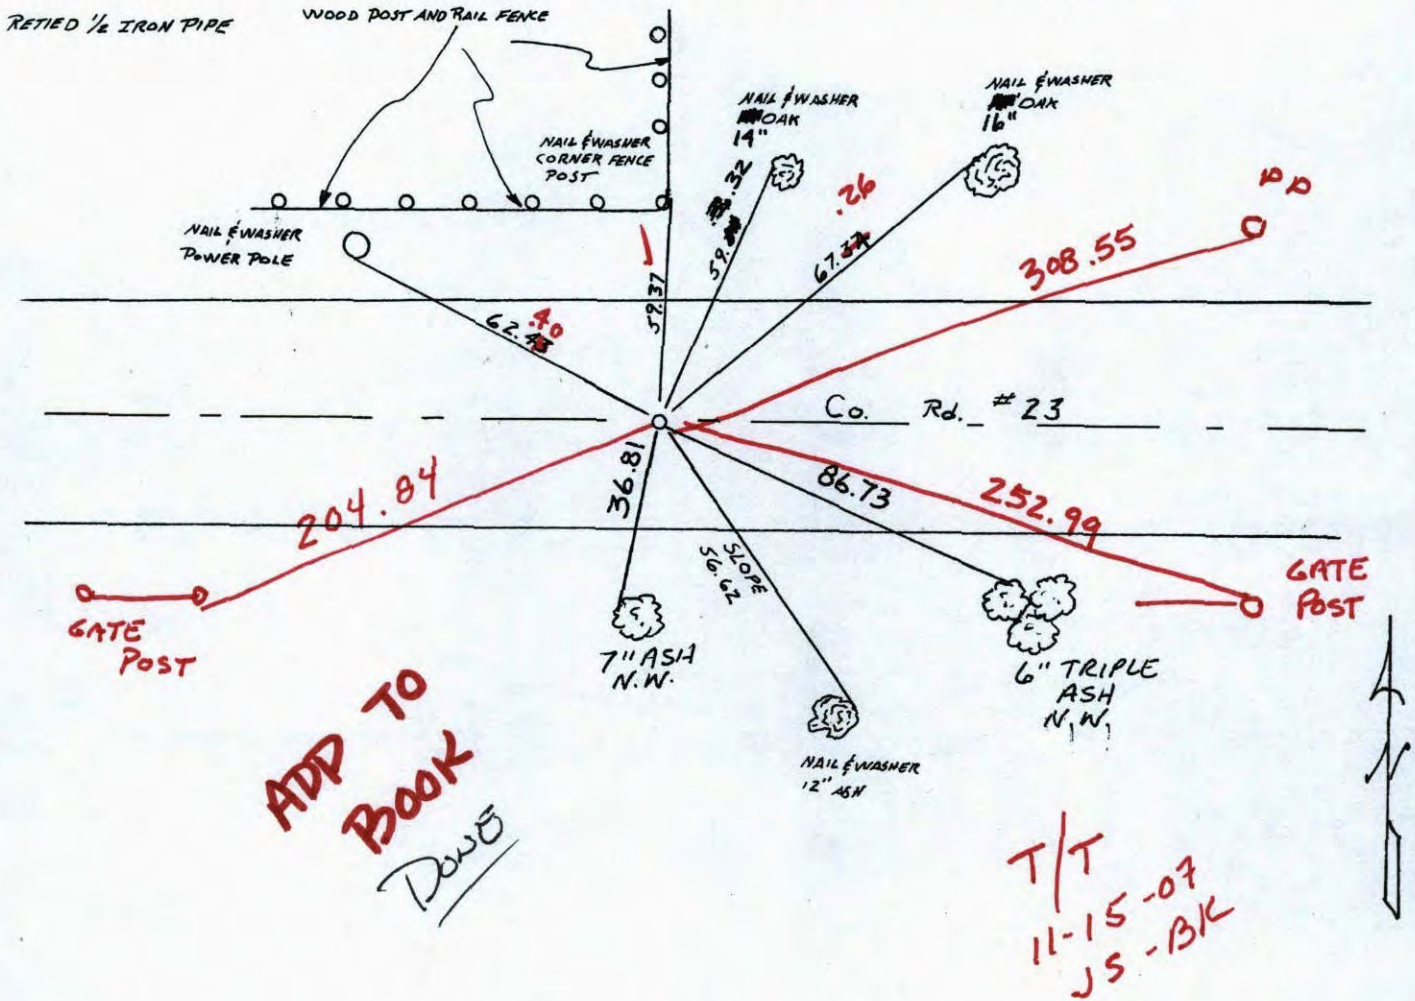 RETIED 1/2 IRON PIPE
WOOD POST AND RAIL FENCE
NAIL & WASHER
OAK
14"
NAIL & WASHER
OAK
16"
NAIL & WASHER
CORNER FENCE
POST
NAIL & WASHER
POWER POLE
PP
.32
59.
.26
67.
308.55
59.37
.40
62.
Co. Rd. #23
204.84
36.81
86.73
252.99
SLOPE
56.62
GATE
POST
GATE
POST
7" ASH
N.W.
6" TRIPLE
ASH
N.W.
NAIL & WASHER
12" ASH
ADD TO
BOOK
DONE
T/T
11-15-07
JS-BK
N